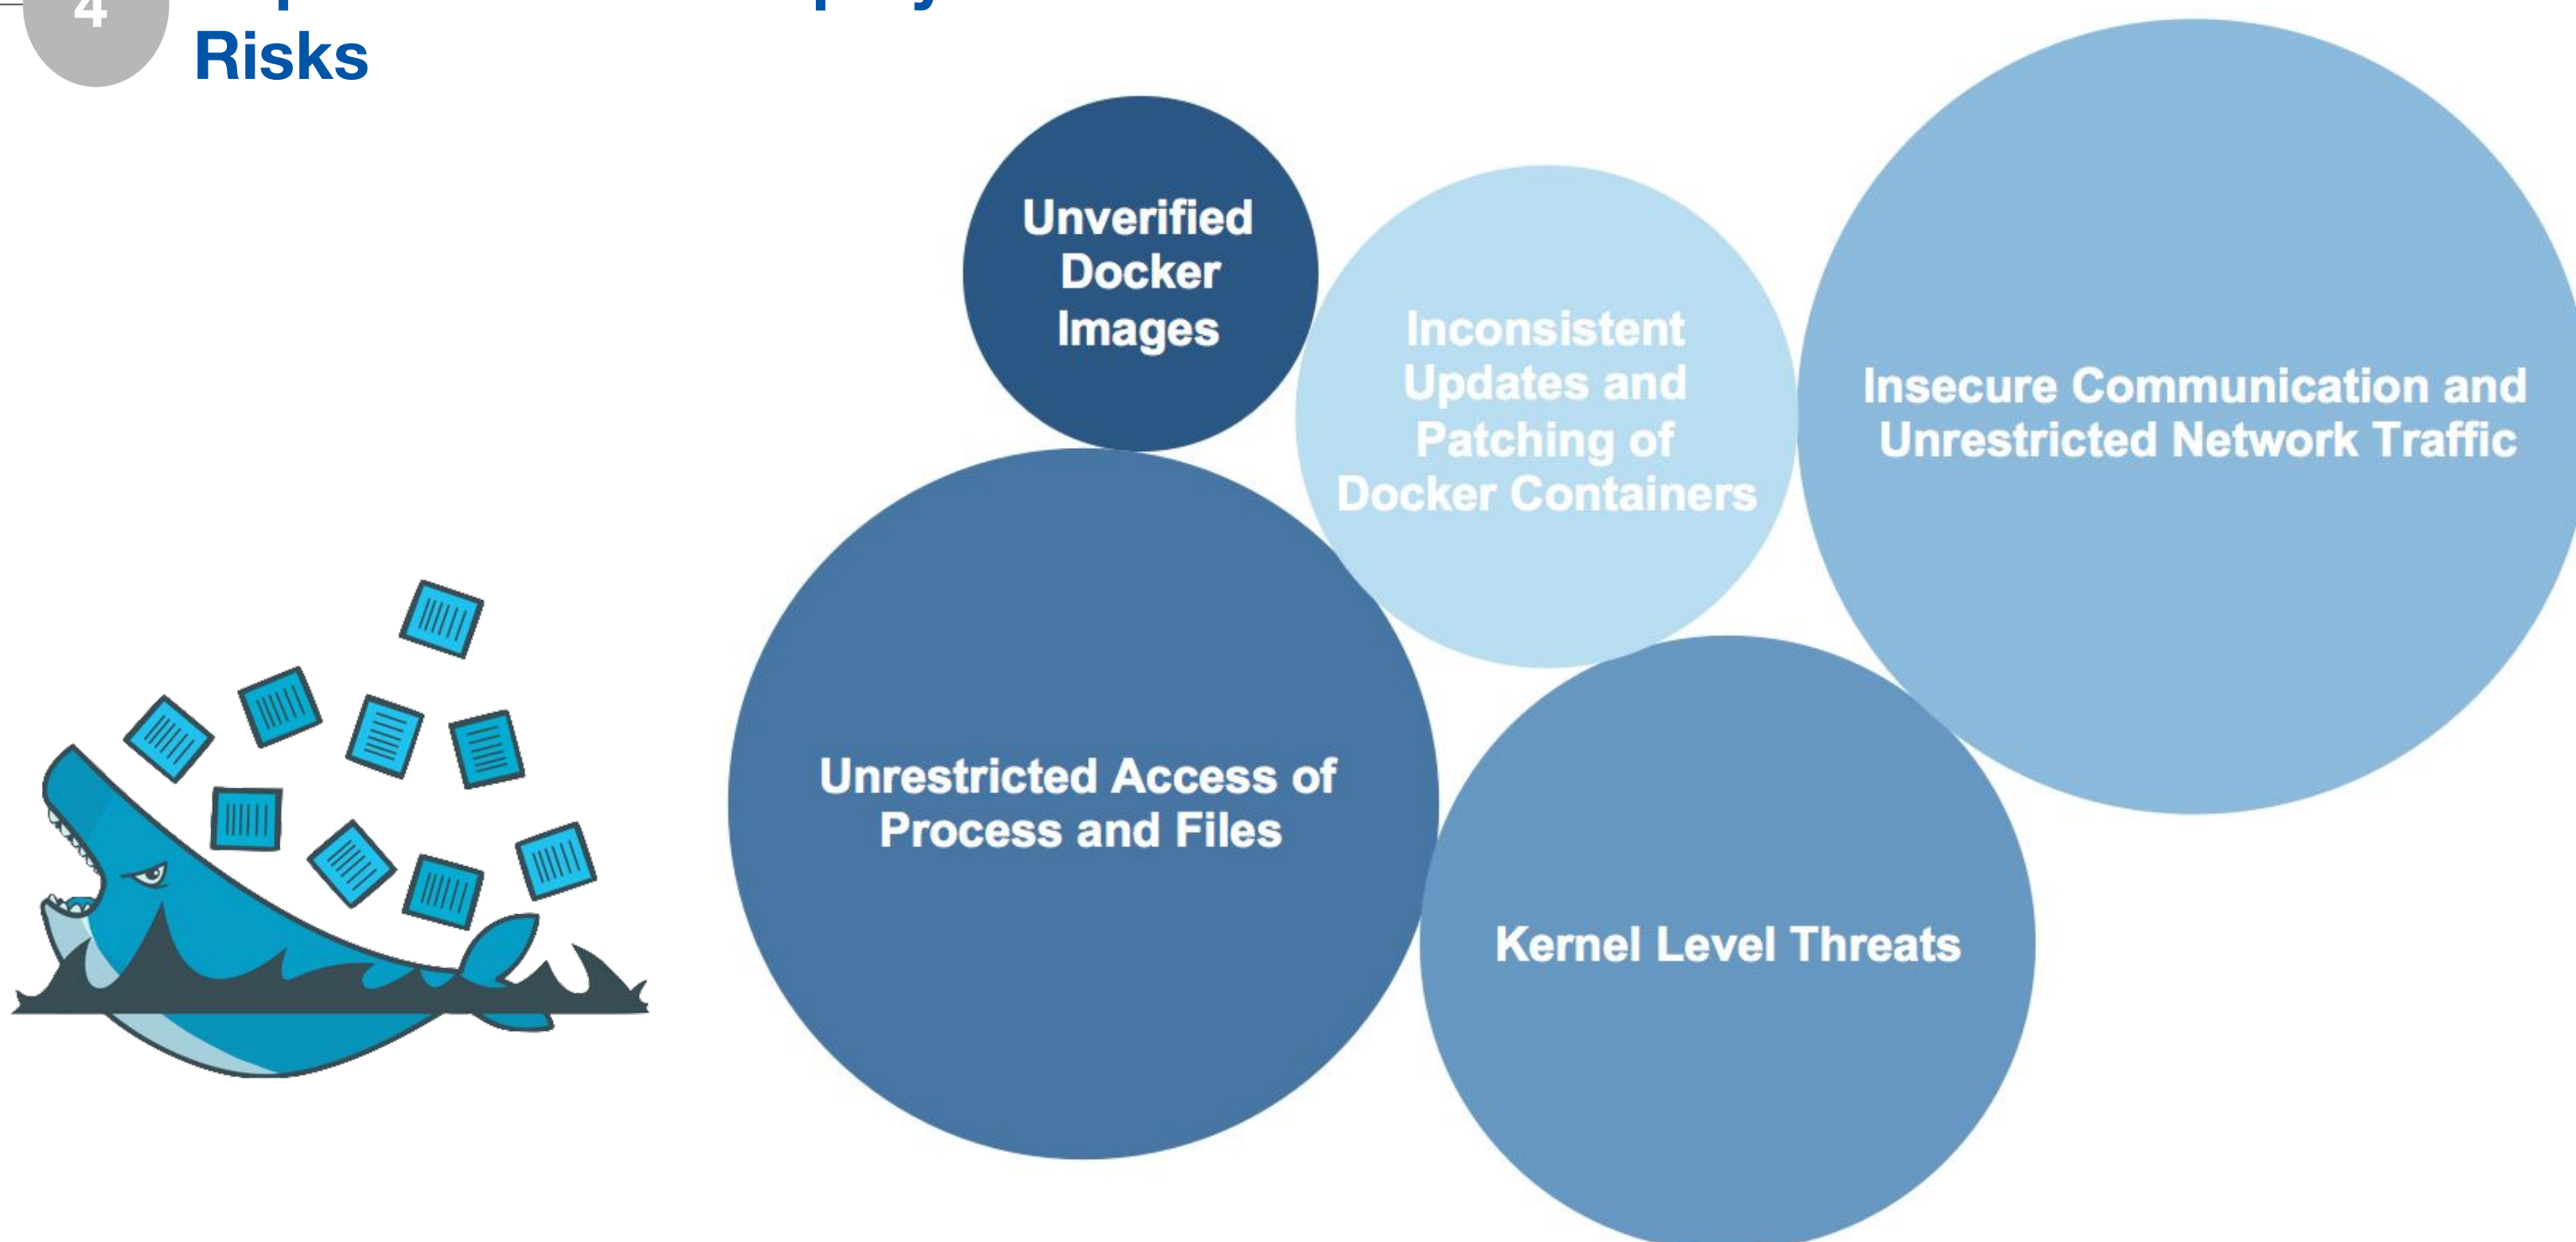 4
Risks
Unverified
Docker
Images
Inconsistent
Updates and
Patching of
Docker Containers
Insecure Communication and
Unrestricted Network Traffic
Unrestricted Access of
Process and Files
Kernel Level Threats